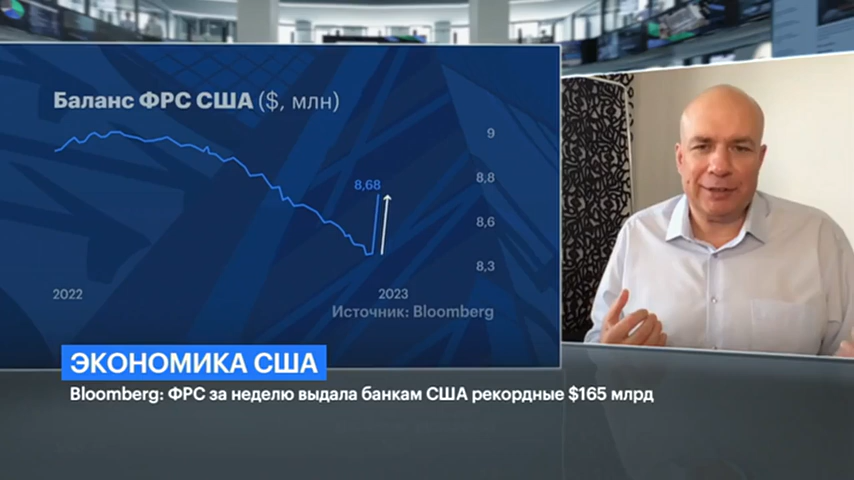 Баланс ФРС США ($, млн)
9
8,68
8,8
8,6
8,3
2022
2023
Источник: Bloomberg
ЭКОНОМИКА США
Bloomberg: ФРС за неделю выдала банкам США рекордные $165 млрд